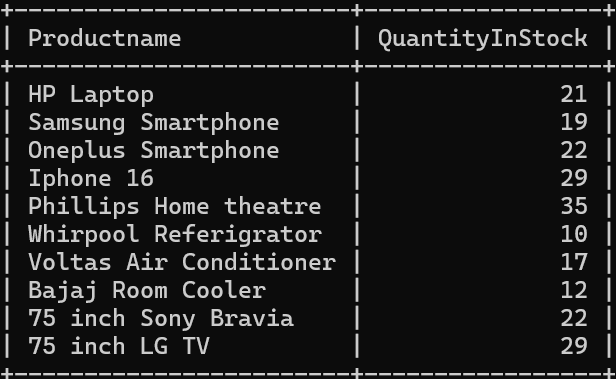 Productname | QuantityInStock
HP Laptop | 21
Samsung Smartphone | 19
Oneplus Smartphone | 22
Iphone 16 | 29
Phillips Home theatre | 35
Whirpool Referigrator | 10
Voltas Air Conditioner | 17
Bajaj Room Cooler | 12
75 inch Sony Bravia | 22
75 inch LG TV | 29